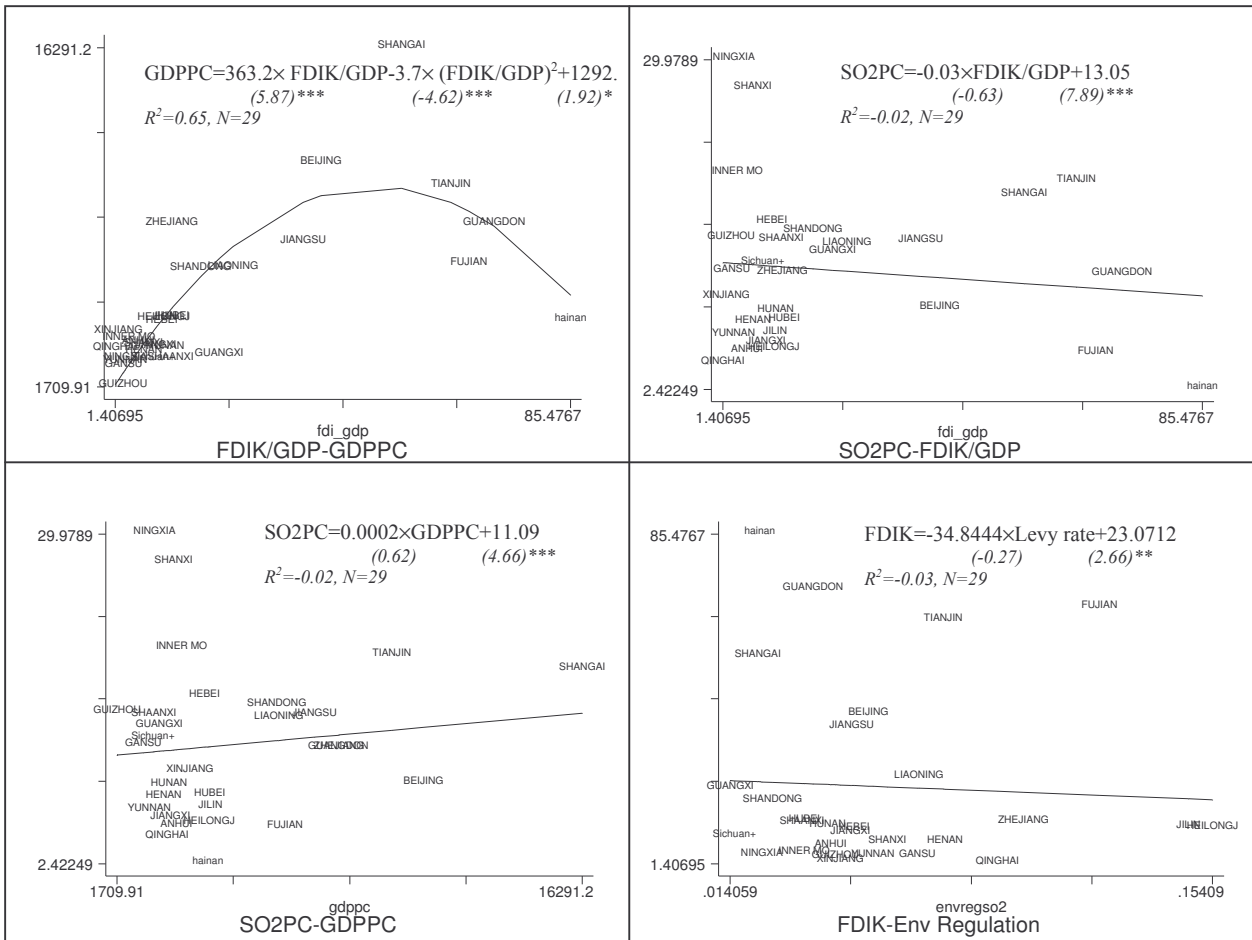 16291.2
SHANGAI
GDPPC=363.2× FDIK/GDP-3.7× (FDIK/GDP)²+1292.
(5.87)*** (-4.62)*** (1.92)*
R²=0.65, N=29
BEIJING
TIANJIN
ZHEJIANG
GUANGDON
JIANGSU
FUJIAN
SHANDONG
LIAONING
HEBEI
hainan
XINJIANG
INNER MO
GUANGXI
GANSU
GUIZHOU
1709.91
1.40695
85.4767
fdi_gdp
FDIK/GDP-GDPPC
NINGXIA
29.9789
SO2PC=-0.03×FDIK/GDP+13.05
SHANXI
(-0.63) (7.89)***
R²=-0.02, N=29
INNER MO
TIANJIN
SHANGAI
HEBEI
SHANDONG
GUIZHOU
SHAANXI
LIAONING
JIANGSU
GUANGXI
Sichuan+
GANSU
ZHEJIANG
GUANGDON
XINJIANG
BEIJING
HUNAN
HENAN
HUBEI
YUNNAN
JILIN
JIANGXI
ANHUI
HEILONGJ
FUJIAN
QINGHAI
2.42249
hainan
1.40695
85.4767
fdi_gdp
SO2PC-FDIK/GDP
29.9789
NINGXIA
SO2PC=0.0002×GDPPC+11.09
SHANXI
(0.62) (4.66)***
R²=-0.02, N=29
INNER MO
TIANJIN
SHANGAI
HEBEI
SHANDONG
GUIZHOU
SHAANXI
LIAONING
JIANGSU
GUANGXI
Sichuan+
GANSU
XINJIANG
BEIJING
HUNAN
HENAN
HUBEI
YUNNAN
JILIN
JIANGXI
ANHUI
HEILONGJ
FUJIAN
QINGHAI
2.42249
hainan
1709.91
16291.2
gdppc
SO2PC-GDPPC
85.4767
hainan
FDIK=-34.8444×Levy rate+23.0712
(-0.27) (2.66)**
R²=-0.03, N=29
GUANGDON
FUJIAN
TIANJIN
SHANGAI
BEIJING
JIANGSU
LIAONING
GUANGXI
SHANDONG
HUBEI
SHAANXI
HUNAN
HEBEI
ZHEJIANG
JILIN
HEILONGJ
Sichuan+
JIANGXI
ANHUI
SHANXI
HENAN
NINGXIA
INNER MO
GUIZHOU
YUNNAN
GANSU
XINJIANG
QINGHAI
1.40695
.014059
.15409
envregso2
FDIK-Env Regulation